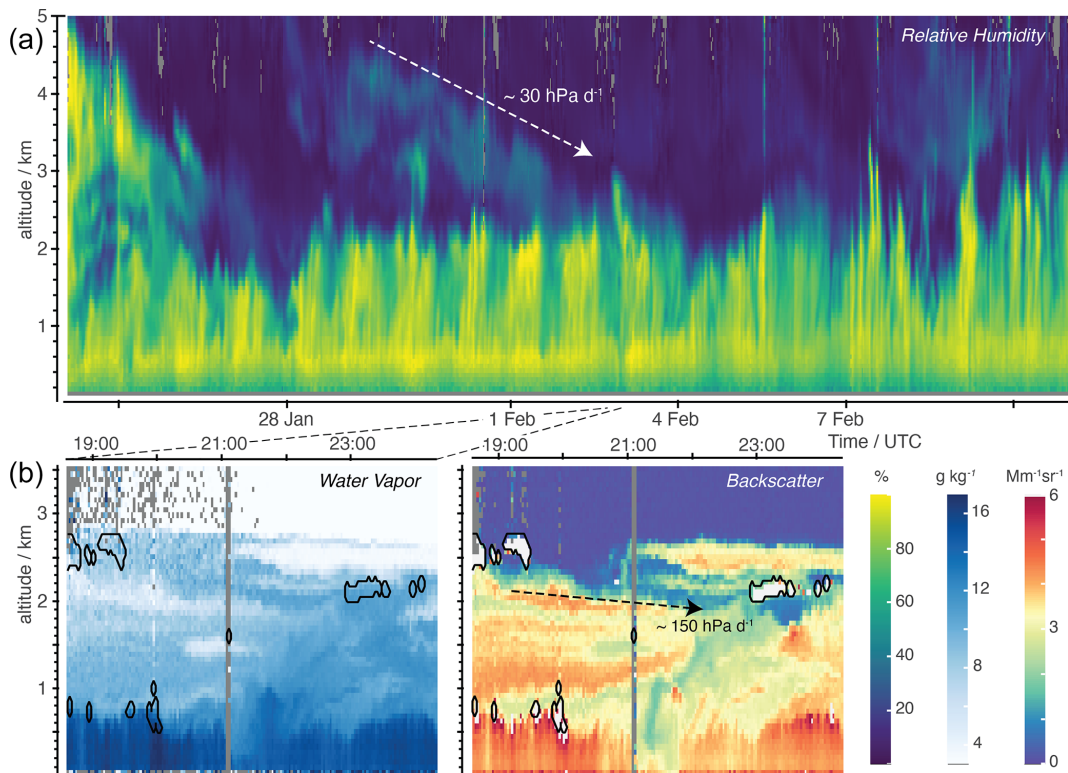 (a)
Relative Humidity
5
4
3
2
1
altitude / km
~ 30 hPa d⁻¹
28 Jan 1 Feb 4 Feb 7 Feb
Time / UTC
19:00 21:00 23:00
19:00 21:00 23:00
(b)
Water Vapor
Backscatter
3
2
1
altitude / km
~ 150 hPa d⁻¹
% g kg⁻¹ Mm⁻¹sr⁻¹
80
60
40
20
16
12
8
4
6
3
0